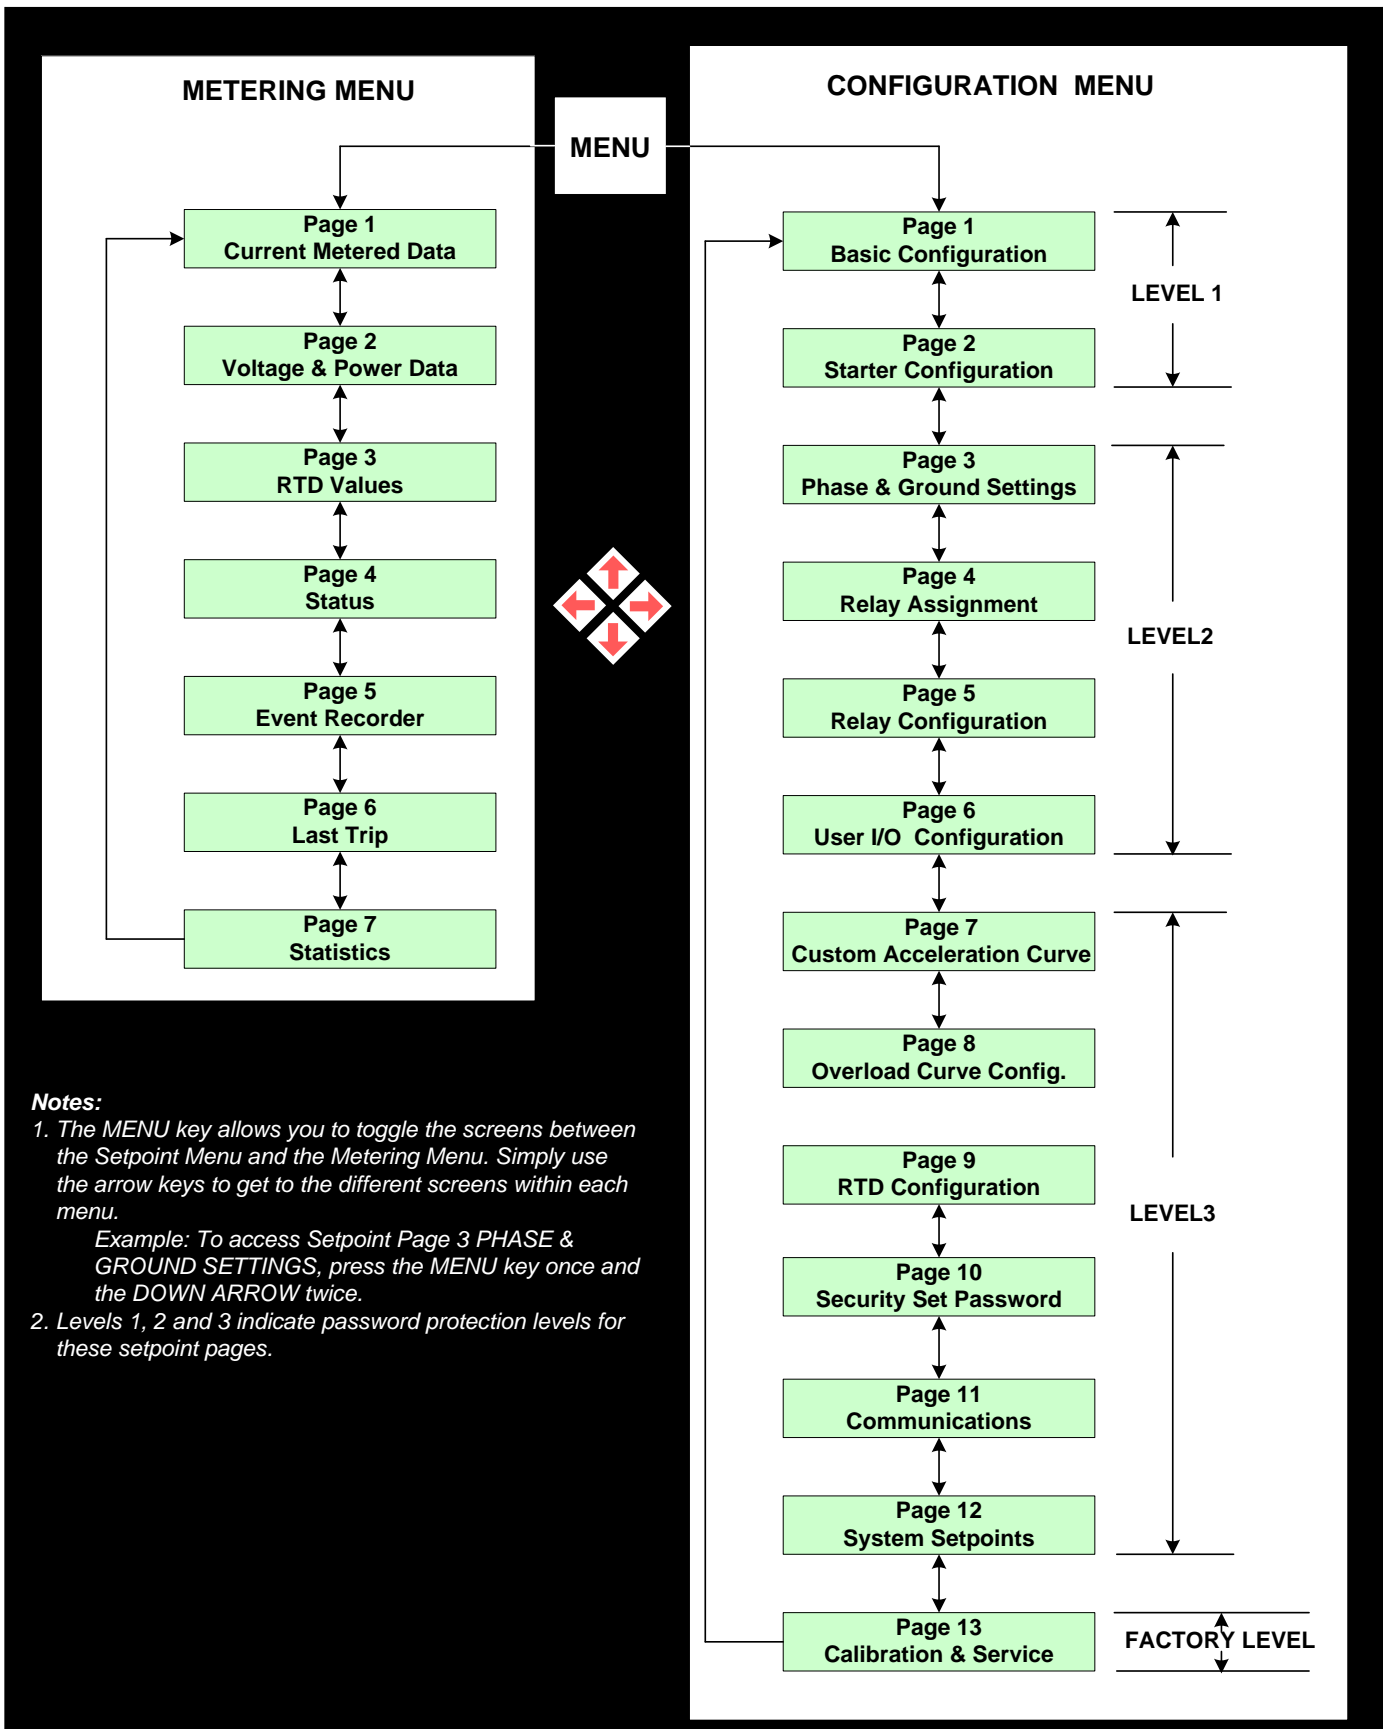 METERING MENU
Page 1
Current Metered Data
Page 2
Voltage & Power Data
Page 3
RTD Values
Page 4
Status
Page 5
Event Recorder
Page 6
Last Trip
Page 7
Statistics
MENU
CONFIGURATION MENU
Page 1
Basic Configuration
Page 2
Starter Configuration
LEVEL 1
Page 3
Phase & Ground Settings
Page 4
Relay Assignment
Page 5
Relay Configuration
Page 6
User I/O Configuration
LEVEL2
Page 7
Custom Acceleration Curve
Page 8
Overload Curve Config.
Page 9
RTD Configuration
Page 10
Security Set Password
Page 11
Communications
Page 12
System Setpoints
LEVEL3
Page 13
Calibration & Service
FACTORY LEVEL
Notes:
1. The MENU key allows you to toggle the screens between
the Setpoint Menu and the Metering Menu. Simply use
the arrow keys to get to the different screens within each
menu.
Example: To access Setpoint Page 3 PHASE &
GROUND SETTINGS, press the MENU key once and
the DOWN ARROW twice.
2. Levels 1, 2 and 3 indicate password protection levels for
these setpoint pages.